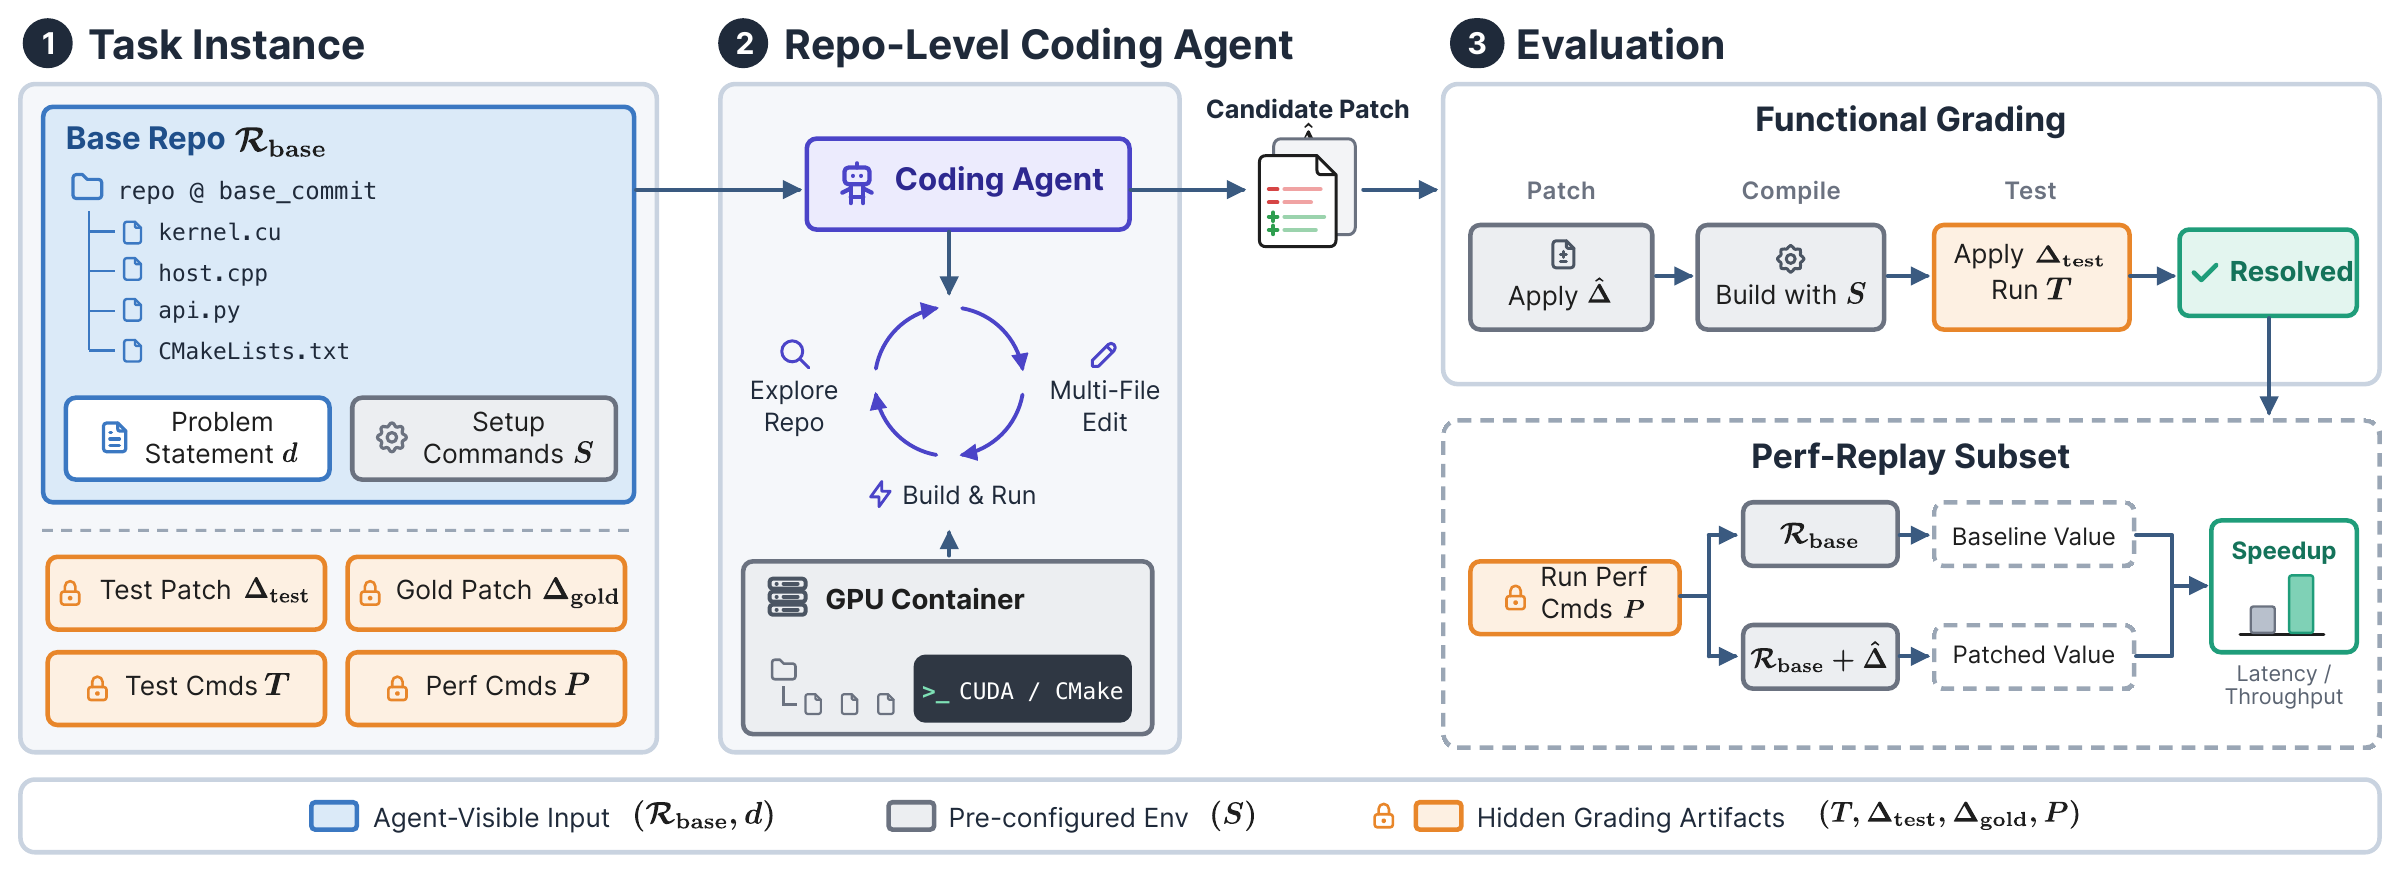 1 Task Instance
Base Repo 𝓡base
repo @ base_commit
kernel.cu
host.cpp
api.py
CMakeLists.txt
Problem
Statement d
Setup
Commands S
Test Patch Δtest
Gold Patch Δgold
Test Cmds T
Perf Cmds P
2 Repo-Level Coding Agent
Coding Agent
Explore
Repo
Multi-File
Edit
Build & Run
GPU Container
>_ CUDA / CMake
Candidate Patch
3 Evaluation
Functional Grading
Patch
Compile
Test
Apply Δ̂
Build with S
Apply Δtest
Run T
Resolved
Perf-Replay Subset
Run Perf
Cmds P
𝓡base
Baseline Value
𝓡base + Δ̂
Patched Value
Speedup
Latency /
Throughput
Agent-Visible Input (𝓡base, d)
Pre-configured Env (S)
Hidden Grading Artifacts (T, Δtest, Δgold, P)